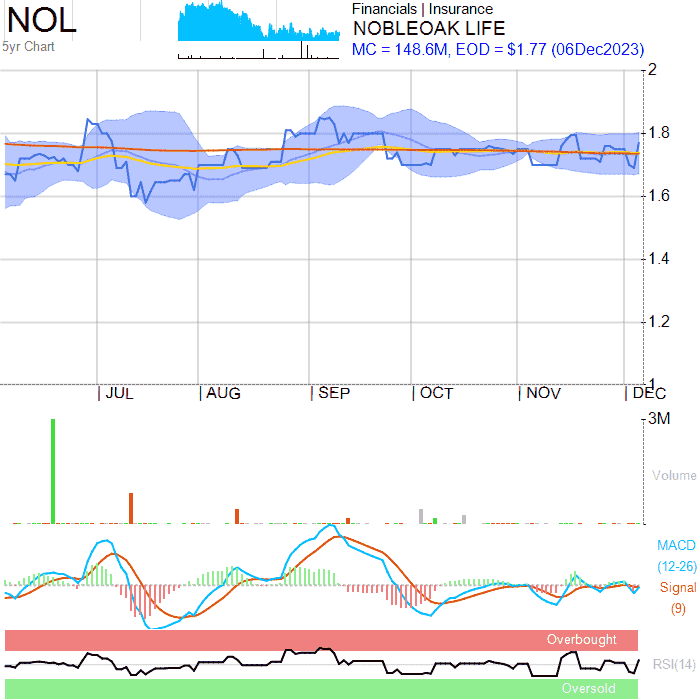 NOL
5yr Chart
Financials | Insurance
NOBLEOAK LIFE
MC = 148.6M, EOD = $1.77 (06Dec2023)
2
1.8
1.6
1.4
1.2
1
JUL
AUG
SEP
OCT
NOV
DEC
3M
Volume
MACD
(12-26)
Signal
(9)
Overbought
RSI(14)
Oversold